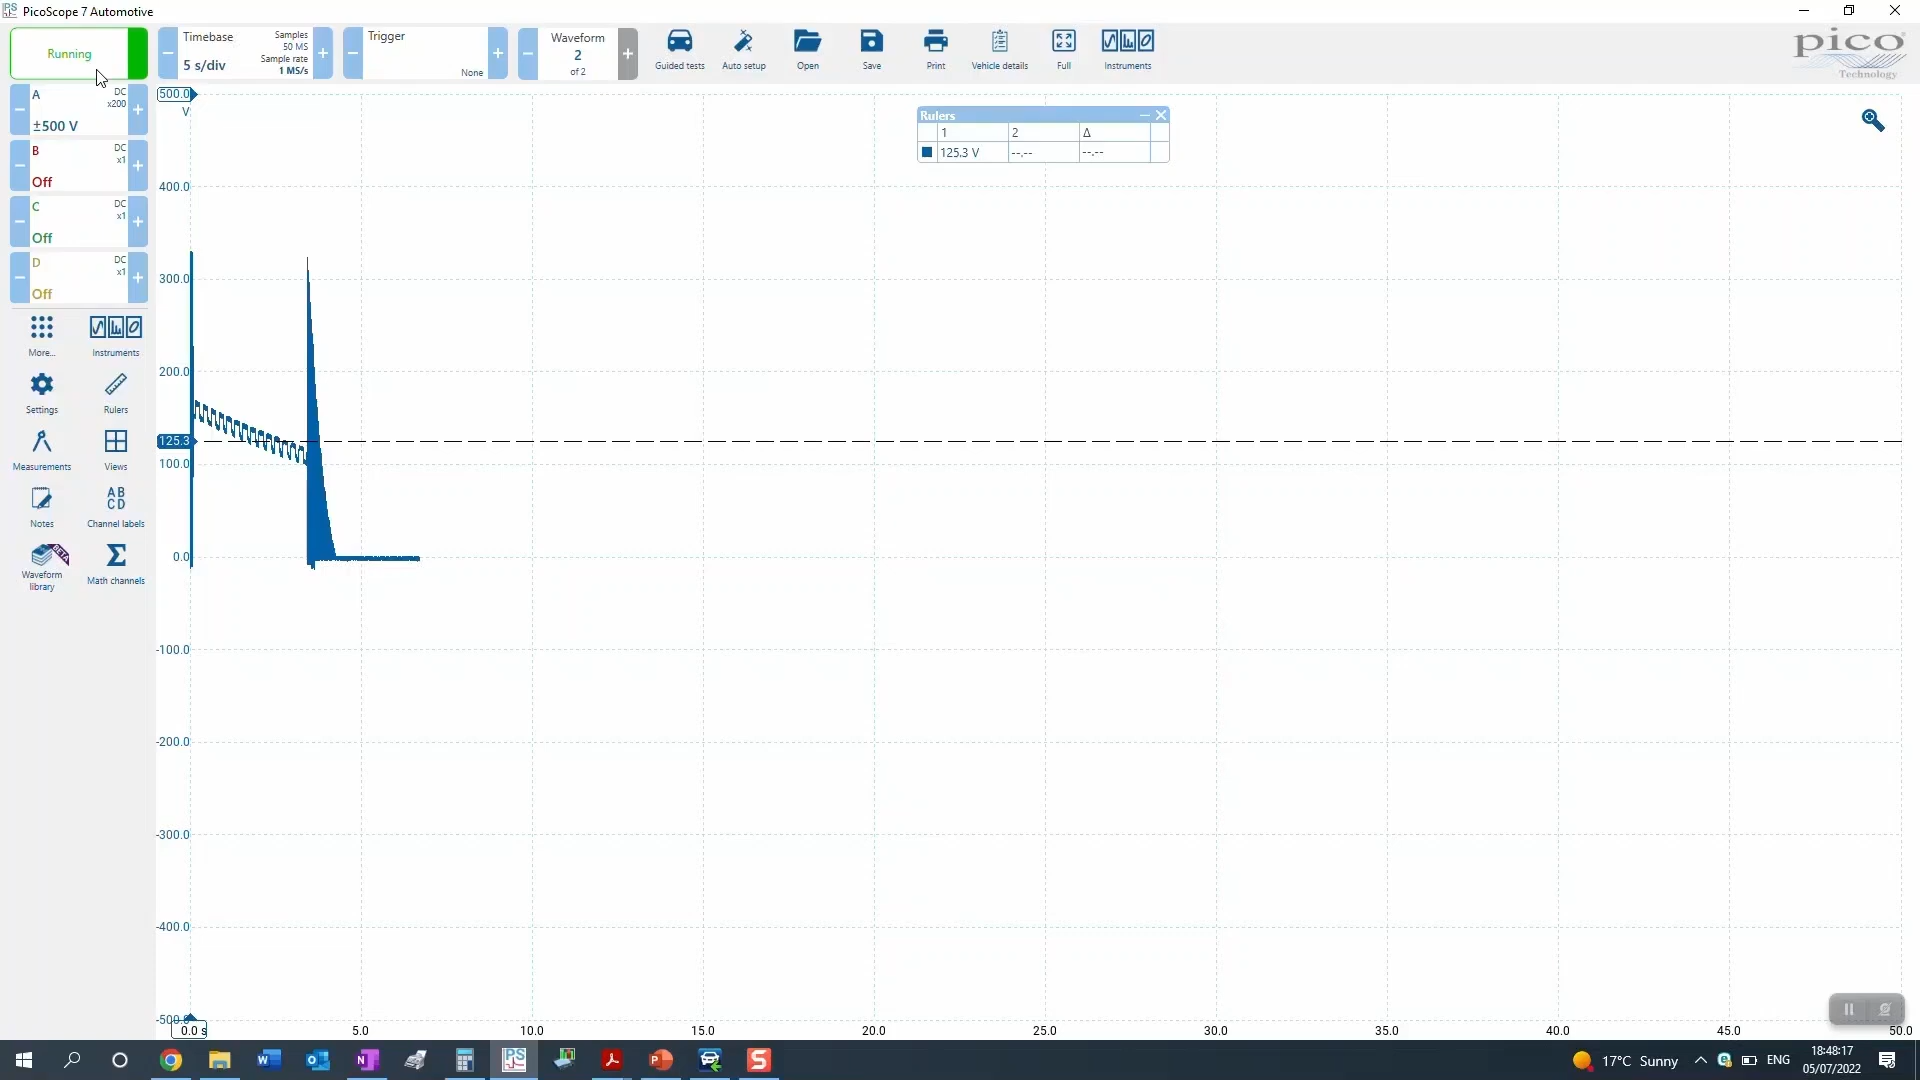 PicoScope 7 Automotive
Running
Timebase
5 s/div
Samples
50 MS
Sample rate
1 MS/s
Trigger
None
Waveform
2
of 2
Guided tests
Auto setup
Open
Save
Print
Vehicle details
Full
Instruments
pico
Technology
A
DC
x200
±500 V
B
DC
x1
Off
C
DC
x1
Off
D
DC
x1
Off
More...
Instruments
Settings
Rulers
Measurements
Views
Notes
AB
CD
Channel labels
BETA
Waveform
library
Math channels
500.0
V
400.0
300.0
200.0
125.3
100.0
0.0
-100.0
-200.0
-300.0
-400.0
-500.0
Rulers
1 2 Δ
125.3 V --.-- --.--
0.0 s 5.0 10.0 15.0 20.0 25.0 30.0 35.0 40.0 45.0 50.0
17°C Sunny
ENG
18:48:17
05/07/2022